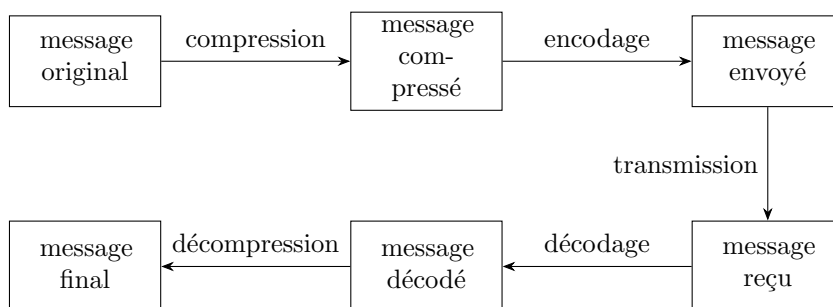 message
original
compression
message
com-
pressé
encodage
message
envoyé
transmission
message
final
décompression
message
décodé
décodage
message
reçu